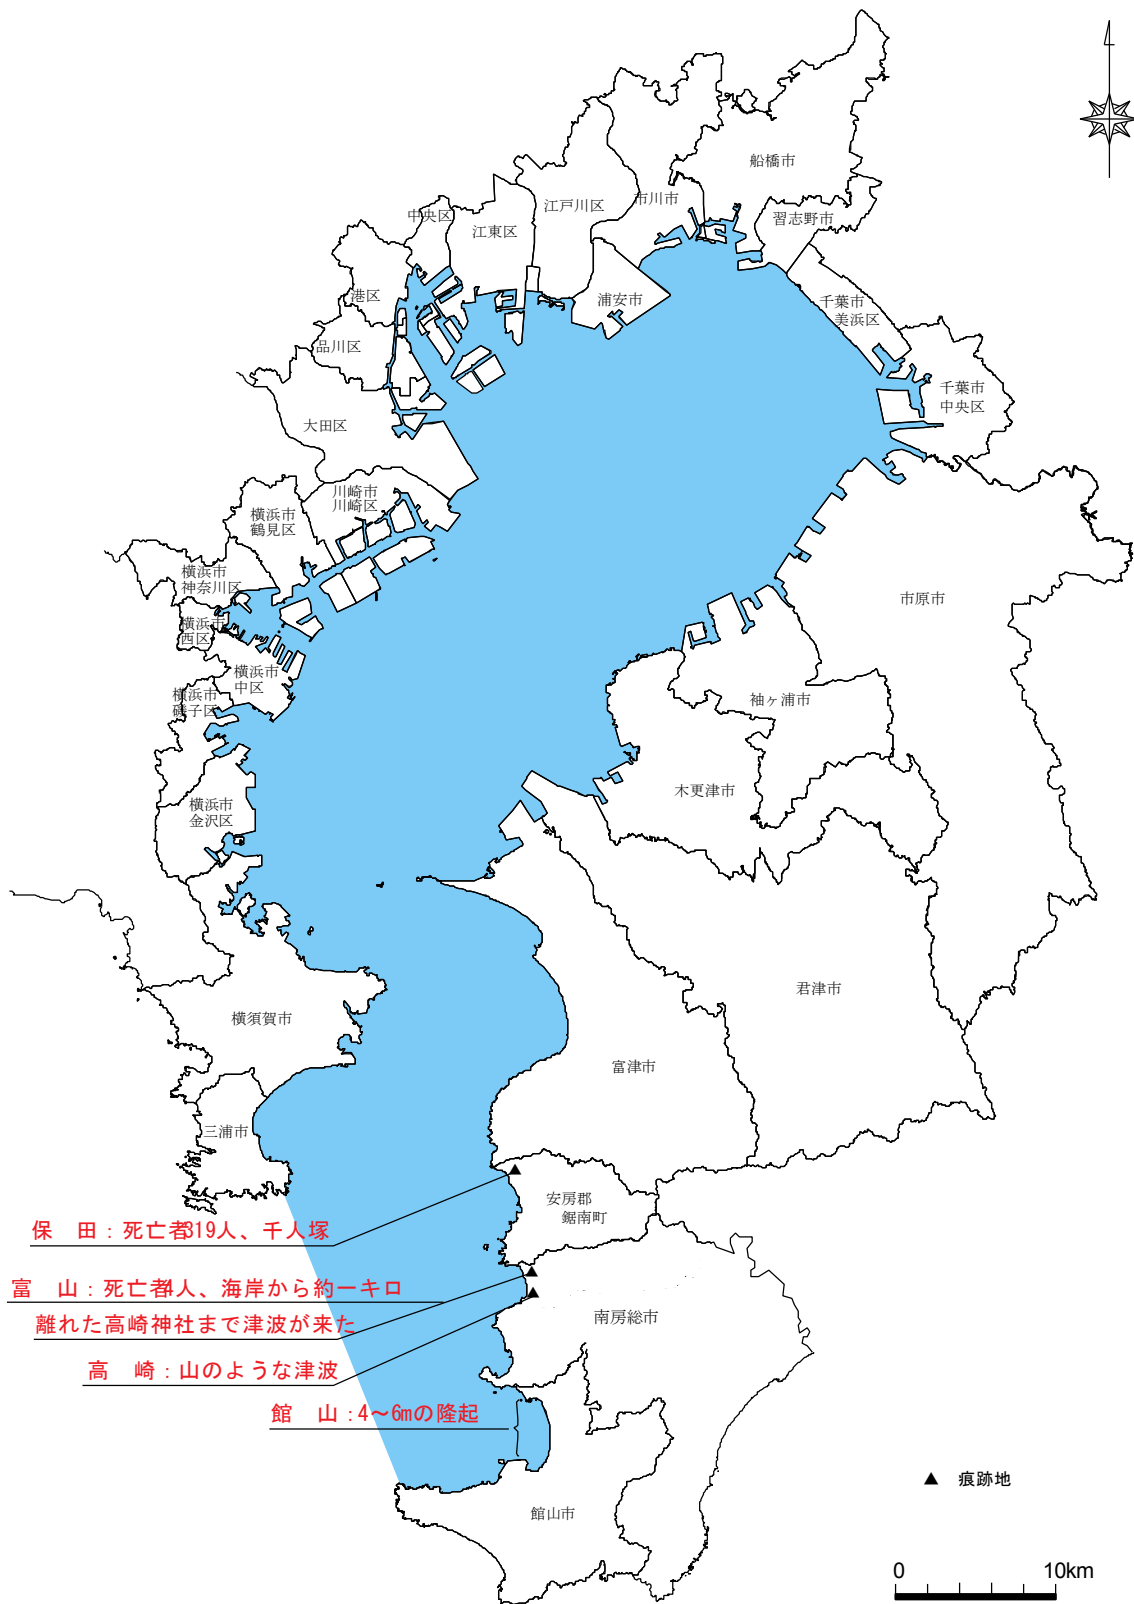 船橋市
市川市
江戸川区
習志野市
中央区
江東区
港区
浦安市
千葉市
美浜区
品川区
千葉市
中央区
大田区
川崎市
川崎区
横浜市
鶴見区
横浜市
神奈川区
市原市
横浜市
西区
横浜市
中区
横浜市
磯子区
袖ヶ浦市
木更津市
横浜市
金沢区
君津市
横須賀市
富津市
三浦市
安房郡
鋸南町
保 田：死亡者319人、千人塚
富 山：死亡者4人、海岸から約一キロ
離れた高崎神社まで津波が来た
南房総市
高 崎：山のような津波
館 山：4～6mの隆起
▲ 痕跡地
館山市
0 10km